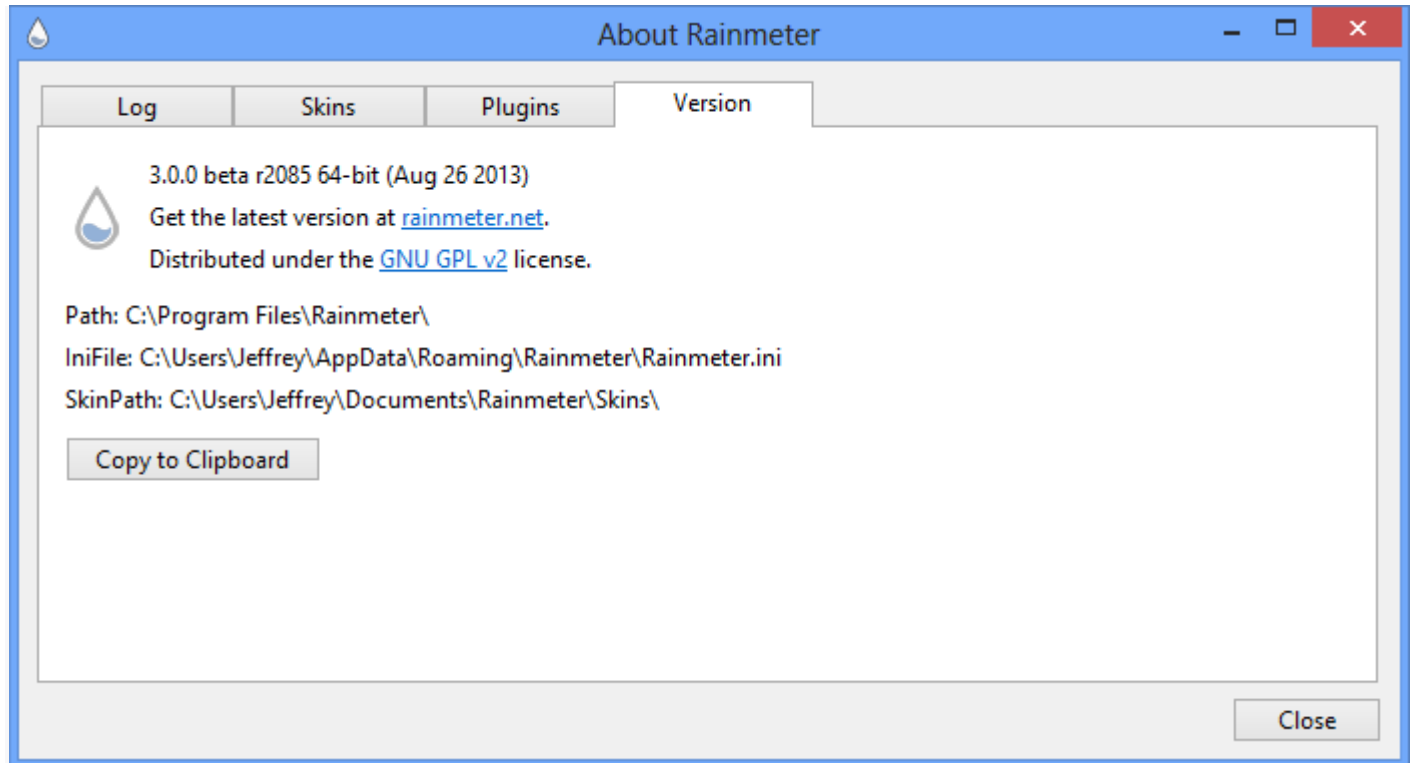 About Rainmeter
Log Skins Plugins Version
3.0.0 beta r2085 64-bit (Aug 26 2013)
Get the latest version at rainmeter.net.
Distributed under the GNU GPL v2 license.
Path: C:\Program Files\Rainmeter\
IniFile: C:\Users\Jeffrey\AppData\Roaming\Rainmeter\Rainmeter.ini
SkinPath: C:\Users\Jeffrey\Documents\Rainmeter\Skins\
Copy to Clipboard
Close